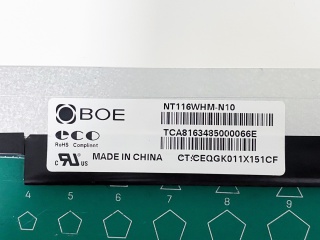 BOE
NT116WHM-N10
eco
RoHS Compliant
TCA8163485000066E
c RU US
MADE IN CHINA
CT:CEQGK011X151CF
4 5 6 7 8 9